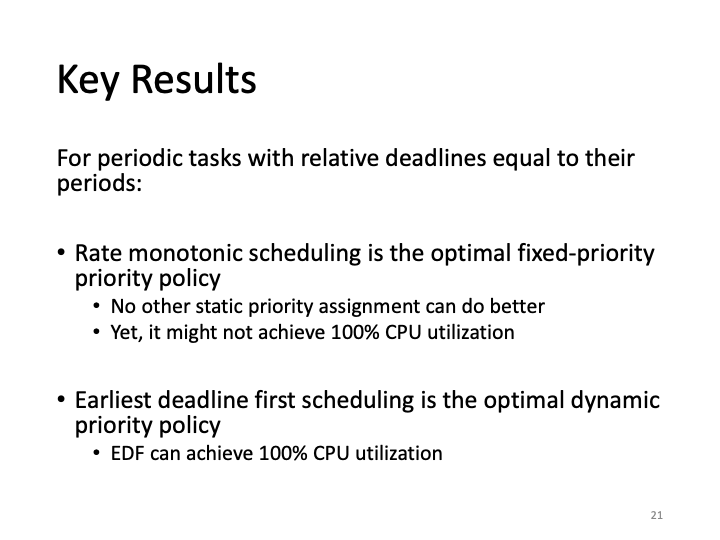 Key Results
For periodic tasks with relative deadlines equal to their
periods:
• Rate monotonic scheduling is the optimal fixed-priority
priority policy
• No other static priority assignment can do better
• Yet, it might not achieve 100% CPU utilization
• Earliest deadline first scheduling is the optimal dynamic
priority policy
• EDF can achieve 100% CPU utilization
21